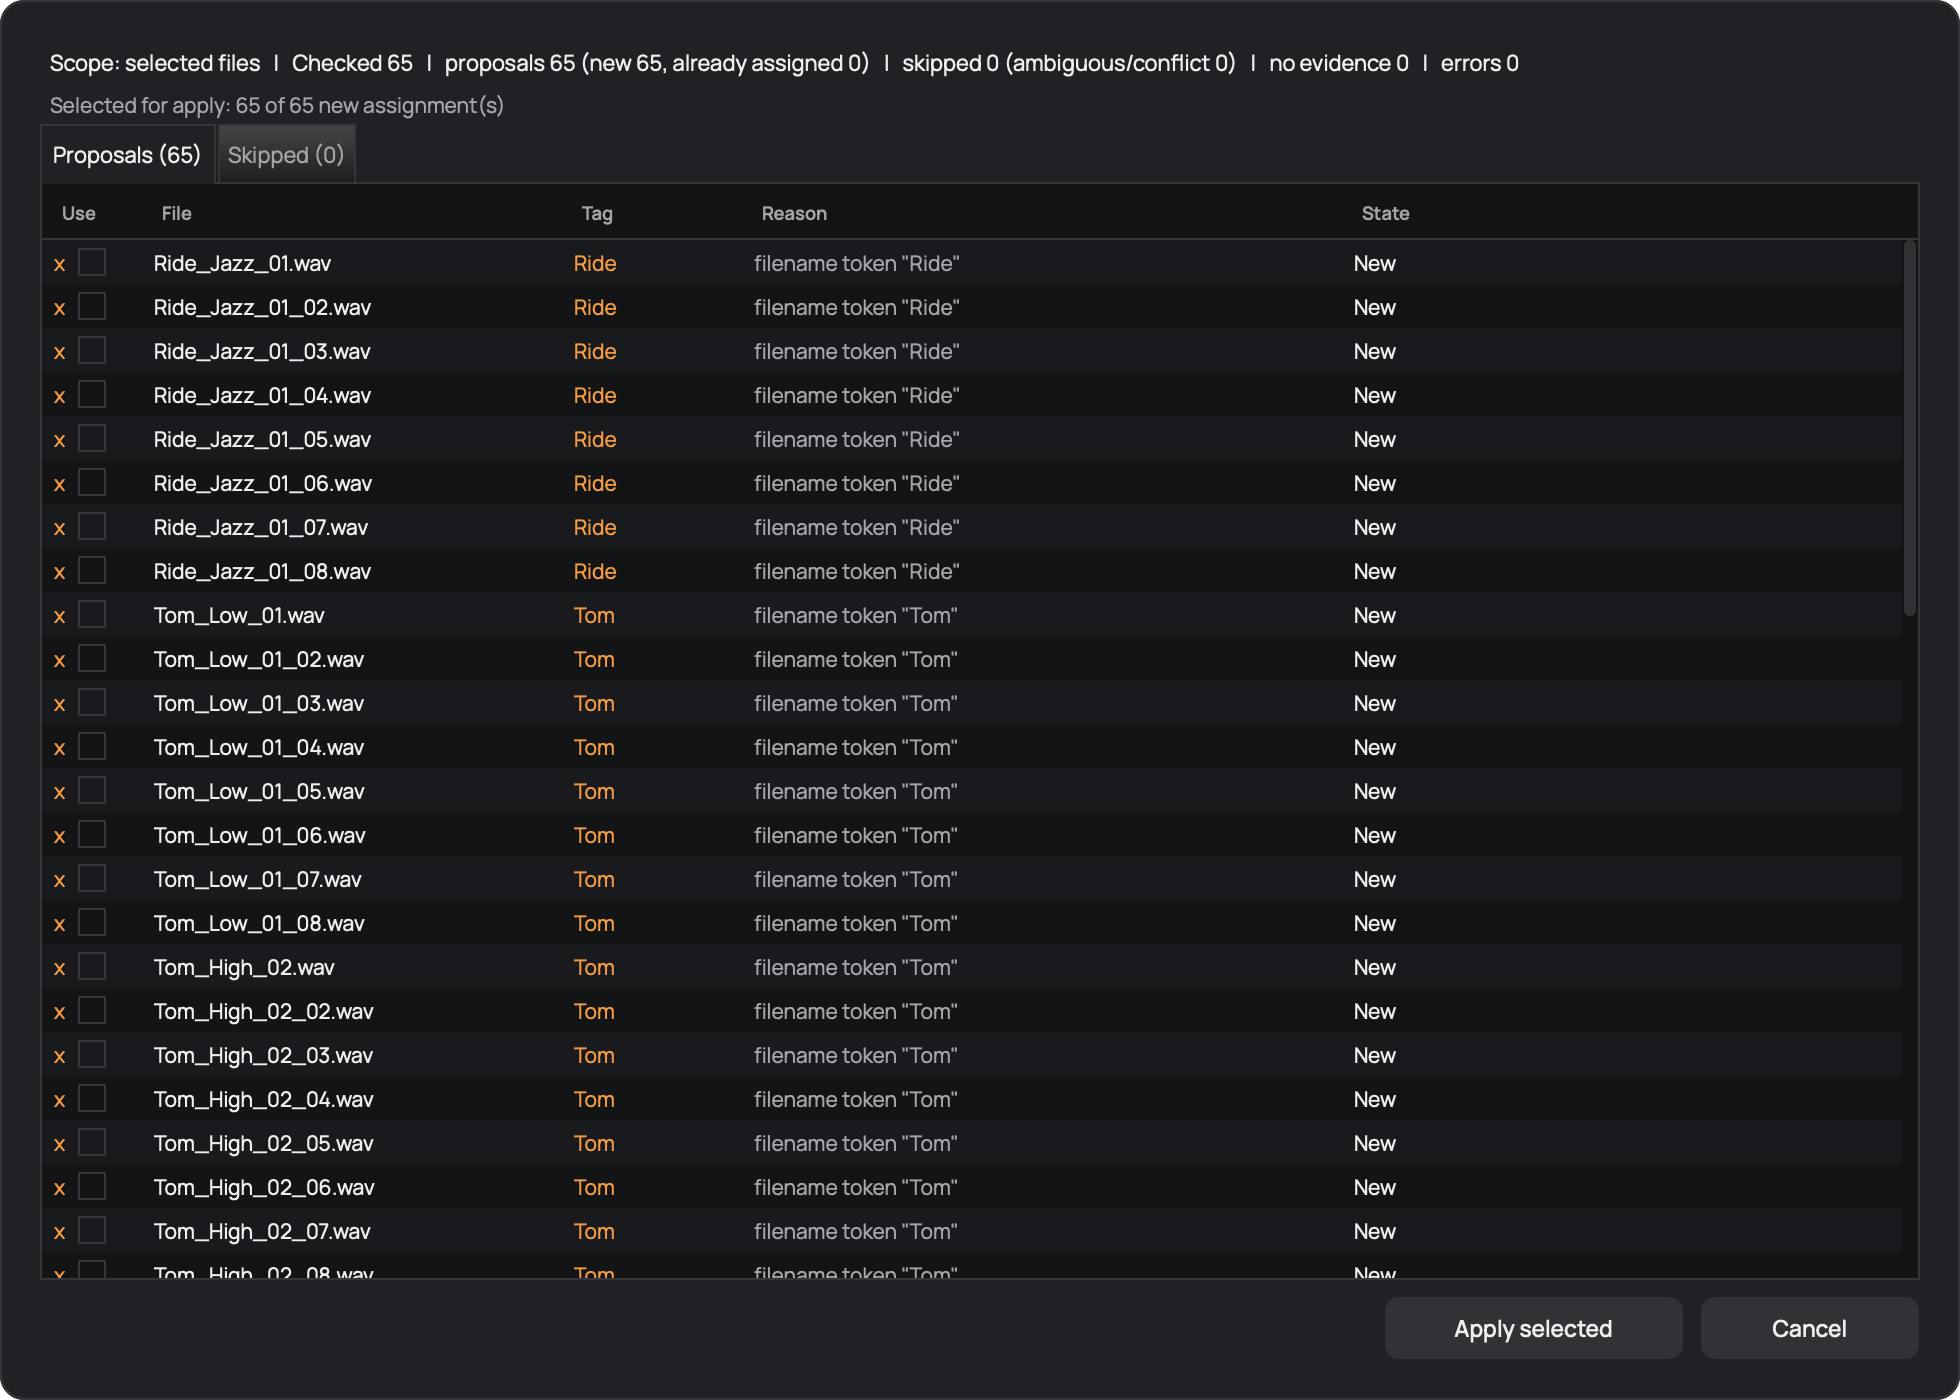 Scope: selected files | Checked 65 | proposals 65 (new 65, already assigned 0) | skipped 0 (ambiguous/conflict 0) | no evidence 0 | errors 0
Selected for apply: 65 of 65 new assignment(s)
Proposals (65) Skipped (0)
Use File Tag Reason State
x Ride_Jazz_01.wav Ride filename token "Ride" New
x Ride_Jazz_01_02.wav Ride filename token "Ride" New
x Ride_Jazz_01_03.wav Ride filename token "Ride" New
x Ride_Jazz_01_04.wav Ride filename token "Ride" New
x Ride_Jazz_01_05.wav Ride filename token "Ride" New
x Ride_Jazz_01_06.wav Ride filename token "Ride" New
x Ride_Jazz_01_07.wav Ride filename token "Ride" New
x Ride_Jazz_01_08.wav Ride filename token "Ride" New
x Tom_Low_01.wav Tom filename token "Tom" New
x Tom_Low_01_02.wav Tom filename token "Tom" New
x Tom_Low_01_03.wav Tom filename token "Tom" New
x Tom_Low_01_04.wav Tom filename token "Tom" New
x Tom_Low_01_05.wav Tom filename token "Tom" New
x Tom_Low_01_06.wav Tom filename token "Tom" New
x Tom_Low_01_07.wav Tom filename token "Tom" New
x Tom_Low_01_08.wav Tom filename token "Tom" New
x Tom_High_02.wav Tom filename token "Tom" New
x Tom_High_02_02.wav Tom filename token "Tom" New
x Tom_High_02_03.wav Tom filename token "Tom" New
x Tom_High_02_04.wav Tom filename token "Tom" New
x Tom_High_02_05.wav Tom filename token "Tom" New
x Tom_High_02_06.wav Tom filename token "Tom" New
x Tom_High_02_07.wav Tom filename token "Tom" New
x Tom_High_02_08.wav Tom filename token "Tom" New
Apply selected Cancel